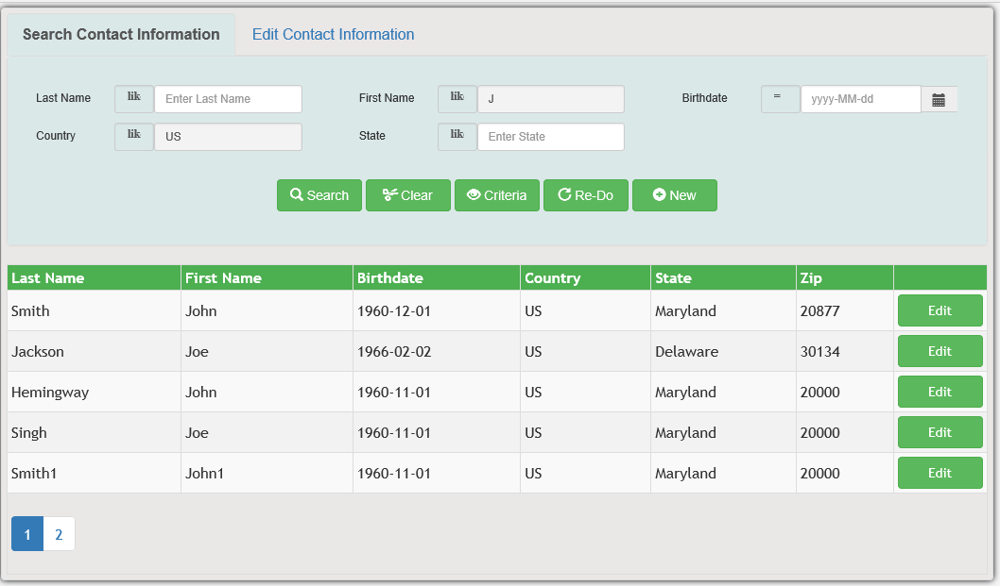 Search Contact Information Edit Contact Information
Last Name lik Enter Last Name First Name lik J Birthdate = yyyy-MM-dd
Country lik US State lik Enter State
Search Clear Criteria Re-Do New
Last Name First Name Birthdate Country State Zip
Smith John 1960-12-01 US Maryland 20877 Edit
Jackson Joe 1966-02-02 US Delaware 30134 Edit
Hemingway John 1960-11-01 US Maryland 20000 Edit
Singh Joe 1960-11-01 US Maryland 20000 Edit
Smith1 John1 1960-11-01 US Maryland 20000 Edit
1 2